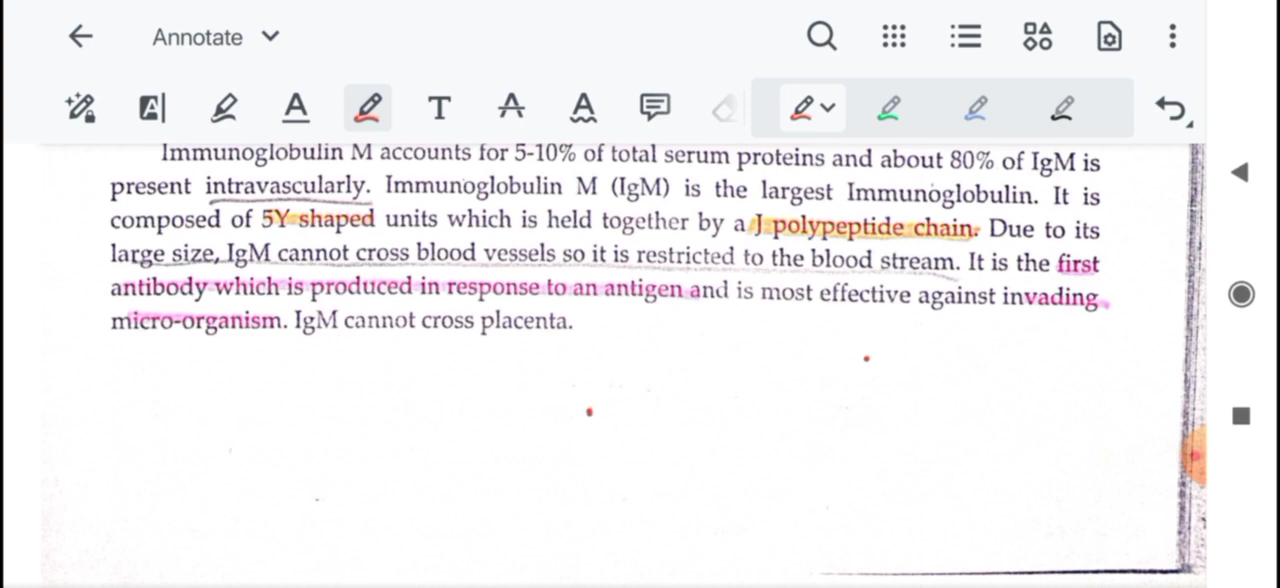 Annotate
Immunoglobulin M accounts for 5-10% of total serum proteins and about 80% of IgM is
present intravascularly. Immunoglobulin M (IgM) is the largest Immunoglobulin. It is
composed of 5Y shaped units which is held together by a J polypeptide chain. Due to its
large size, IgM cannot cross blood vessels so it is restricted to the blood stream. It is the first
antibody which is produced in response to an antigen and is most effective against invading
micro-organism. IgM cannot cross placenta.